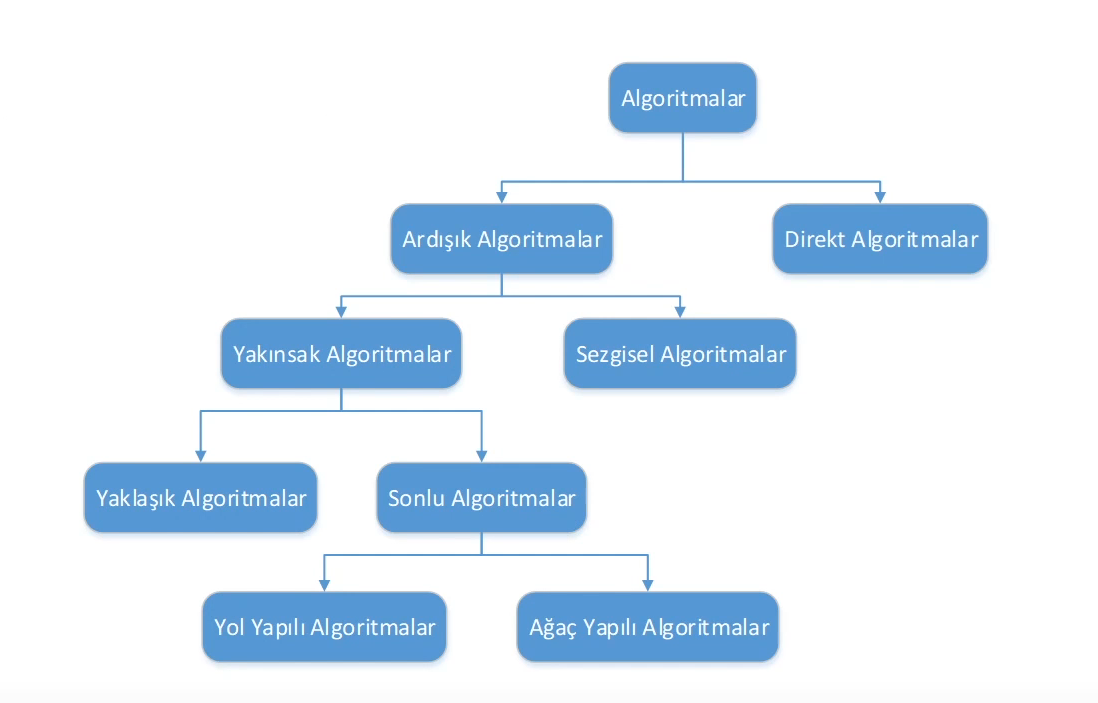 Algoritmalar
Ardışık Algoritmalar
Direkt Algoritmalar
Yakınsak Algoritmalar
Sezgisel Algoritmalar
Yaklaşık Algoritmalar
Sonlu Algoritmalar
Yol Yapılı Algoritmalar
Ağaç Yapılı Algoritmalar